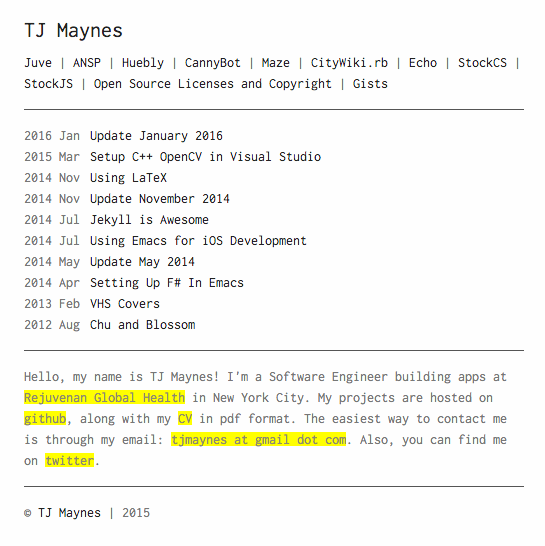 TJ Maynes
Juve | ANSP | Huebly | CannyBot | Maze | CityWiki.rb | Echo | StockCS |
StockJS | Open Source Licenses and Copyright | Gists
2016 Jan Update January 2016
2015 Mar Setup C++ OpenCV in Visual Studio
2014 Nov Using LaTeX
2014 Nov Update November 2014
2014 Jul Jekyll is Awesome
2014 Jul Using Emacs for iOS Development
2014 May Update May 2014
2014 Apr Setting Up F# In Emacs
2013 Feb VHS Covers
2012 Aug Chu and Blossom
Hello, my name is TJ Maynes! I'm a Software Engineer building apps at
Rejuvenan Global Health in New York City. My projects are hosted on
github, along with my CV in pdf format. The easiest way to contact me
is through my email: tjmaynes at gmail dot com. Also, you can find me
on twitter.
© TJ Maynes | 2015